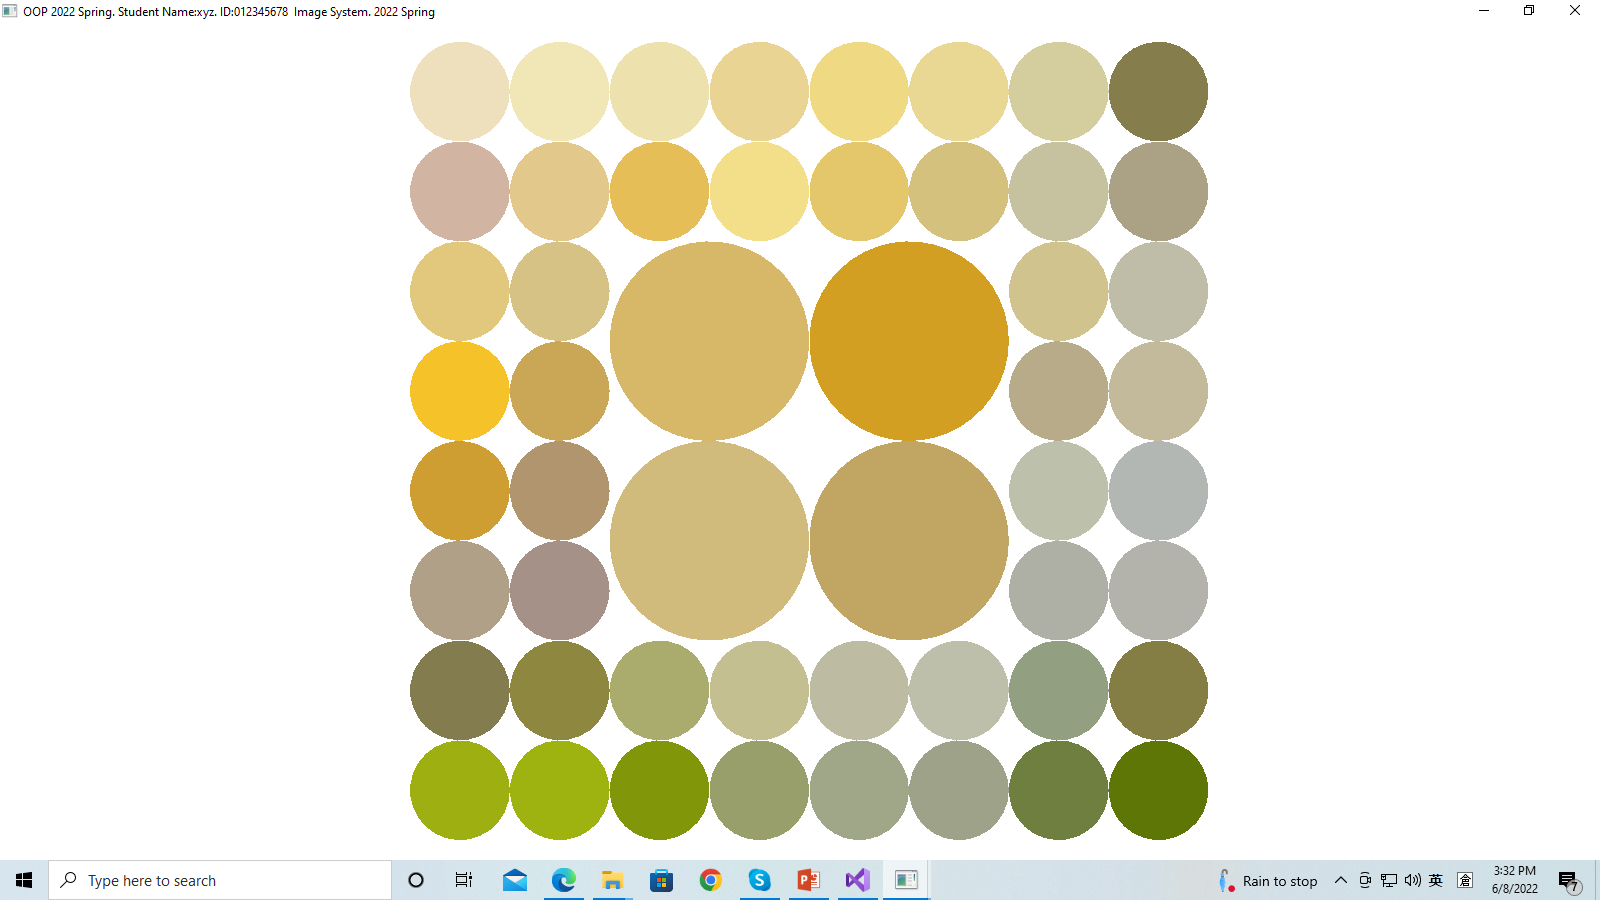 OOP 2022 Spring. Student Name:xyz. ID:012345678  Image System. 2022 Spring
Type here to search
Rain to stop
英
倉
3:32 PM
6/8/2022
7